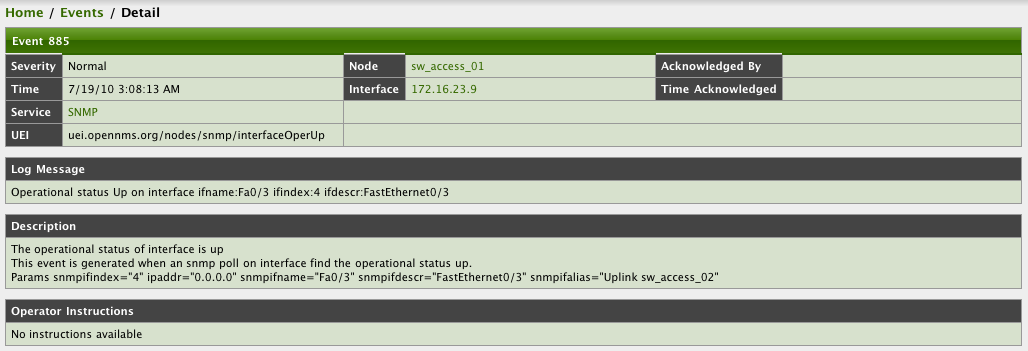 Home / Events / Detail
Event 885
Severity Normal Node sw_access_01 Acknowledged By
Time 7/19/10 3:08:13 AM Interface 172.16.23.9 Time Acknowledged
Service SNMP
UEI uei.opennms.org/nodes/snmp/interfaceOperUp
Log Message
Operational status Up on interface ifname:Fa0/3 ifindex:4 ifdescr:FastEthernet0/3
Description
The operational status of interface is up
This event is generated when an snmp poll on interface find the operational status up.
Params snmpifindex="4" ipaddr="0.0.0.0" snmpifname="Fa0/3" snmpifdescr="FastEthernet0/3" snmpifalias="Uplink sw_access_02"
Operator Instructions
No instructions available